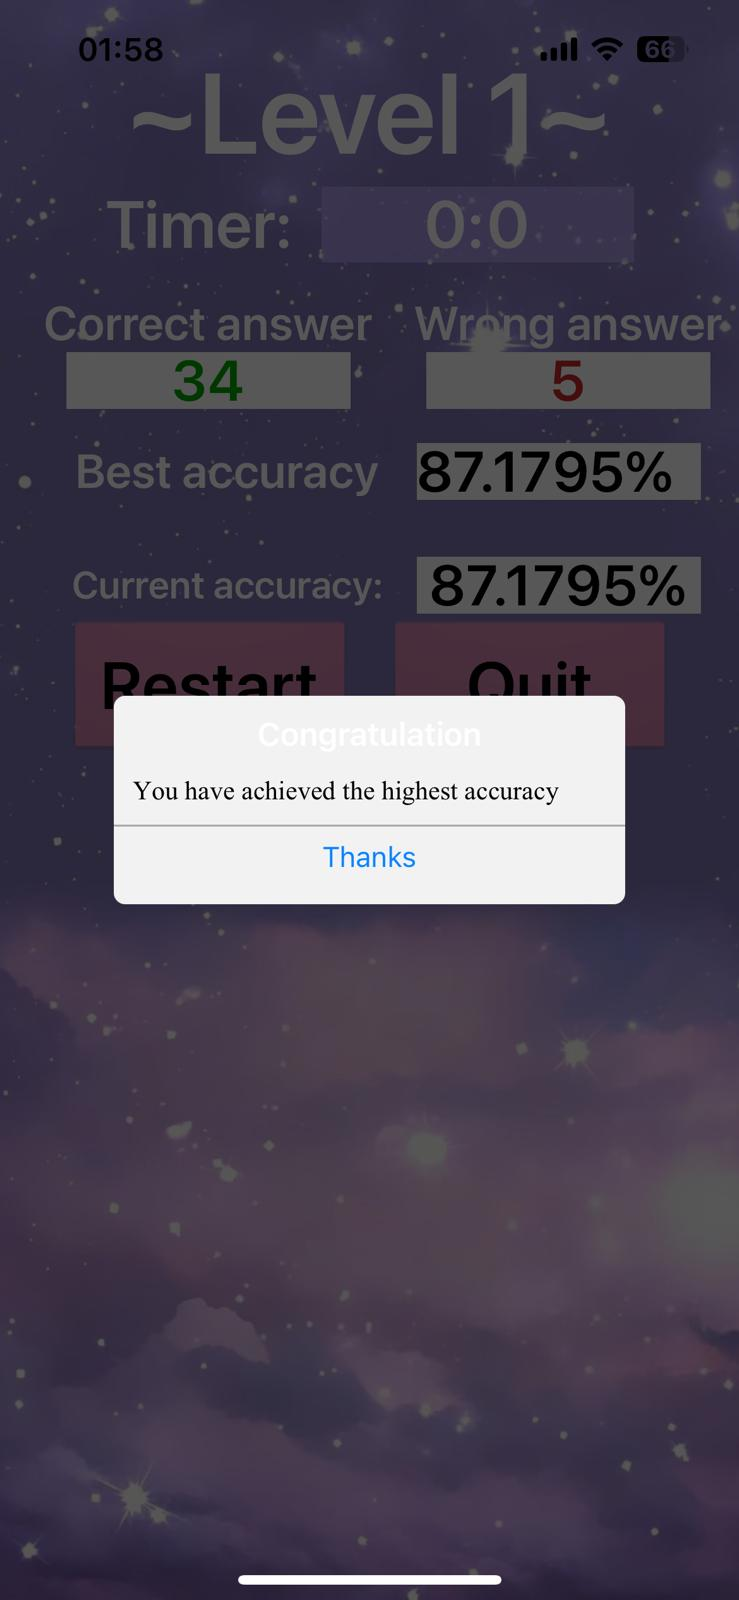 01:58 66
~Level 1~
Timer: 0:0
Correct answer Wrong answer
34 5
Best accuracy 87.1795%
Current accuracy: 87.1795%
Restart Quit
Congratulation
You have achieved the highest accuracy
Thanks